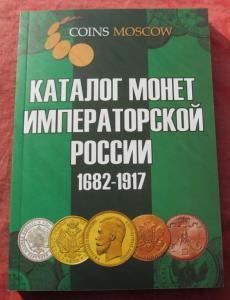 COINS MOSCOW
КАТАЛОГ МОНЕТ
ИМПЕРАТОРСКОЙ
РОССИИ
1682-1917